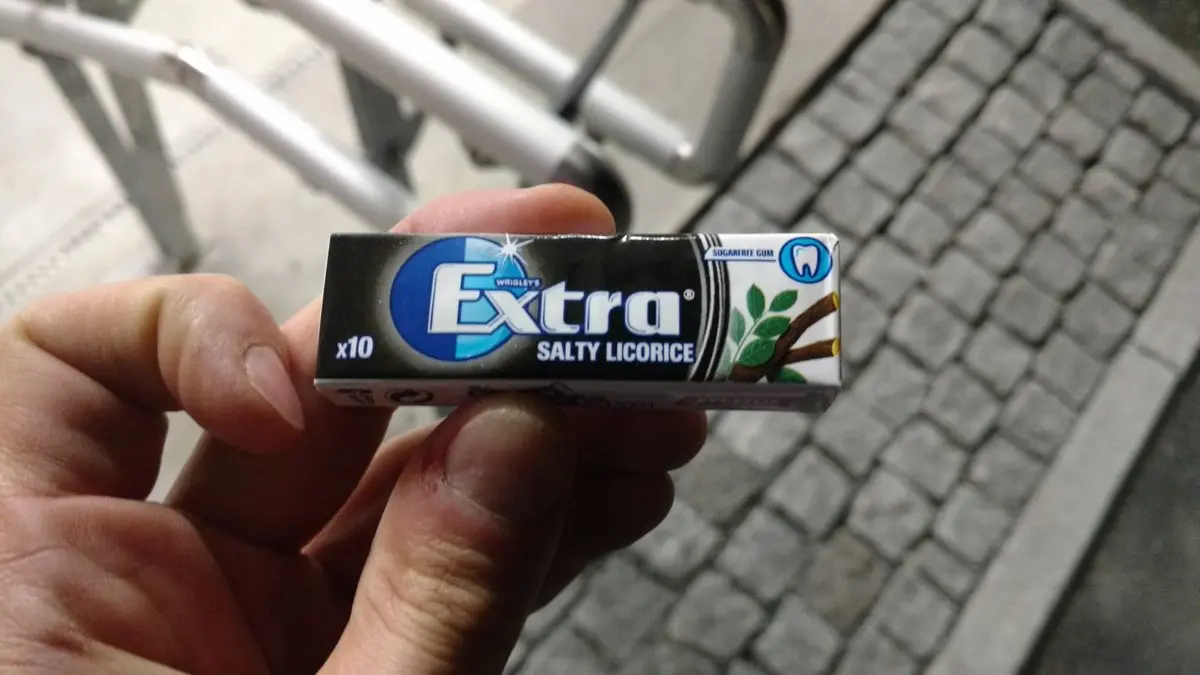 WRIGLEY'S
Extra®
SALTY LICORICE
x10
SUGARFREE GUM